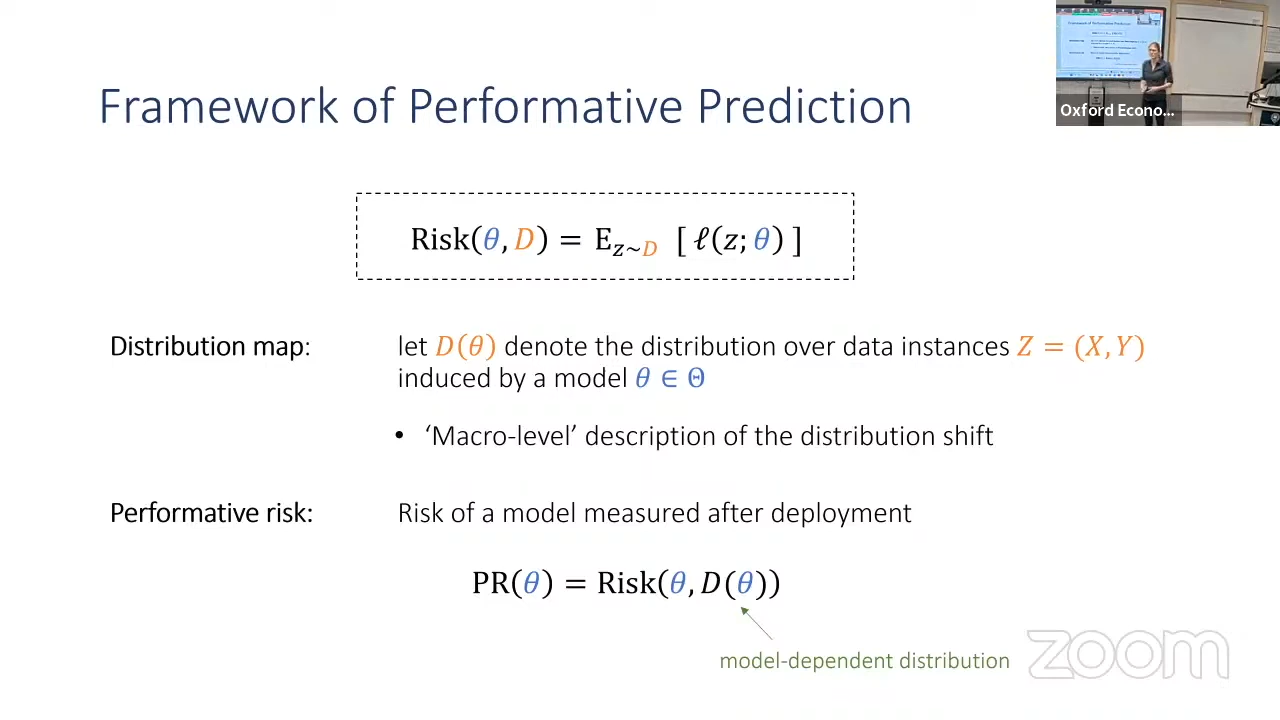 Framework of Performative Prediction
Oxford Econo...
Risk(θ, D) = E_{z~D} [ ℓ(z; θ) ]
Distribution map: let D(θ) denote the distribution over data instances Z = (X, Y)
induced by a model θ ∈ Θ
• ‘Macro-level’ description of the distribution shift
Performative risk: Risk of a model measured after deployment
PR(θ) = Risk(θ, D(θ))
model-dependent distribution
zoom